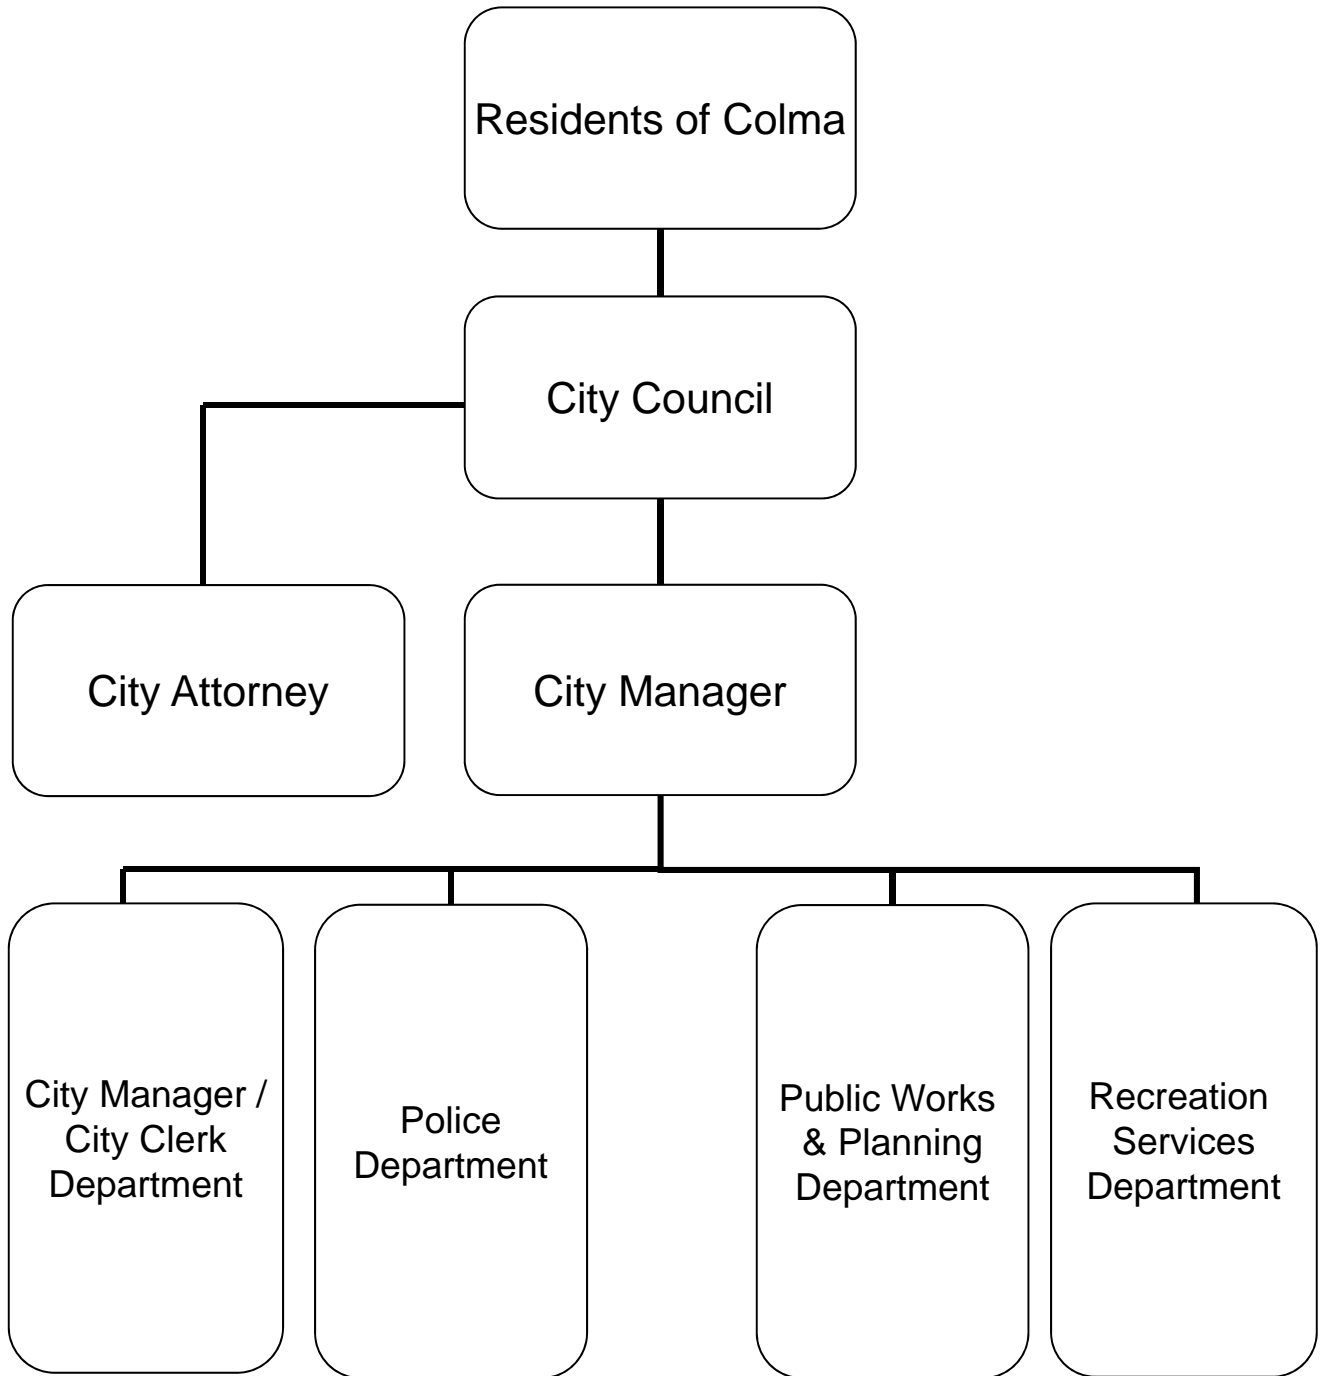 Residents of Colma
City Council
City Attorney
City Manager
City Manager /
City Clerk
Department
Police
Department
Public Works
& Planning
Department
Recreation
Services
Department